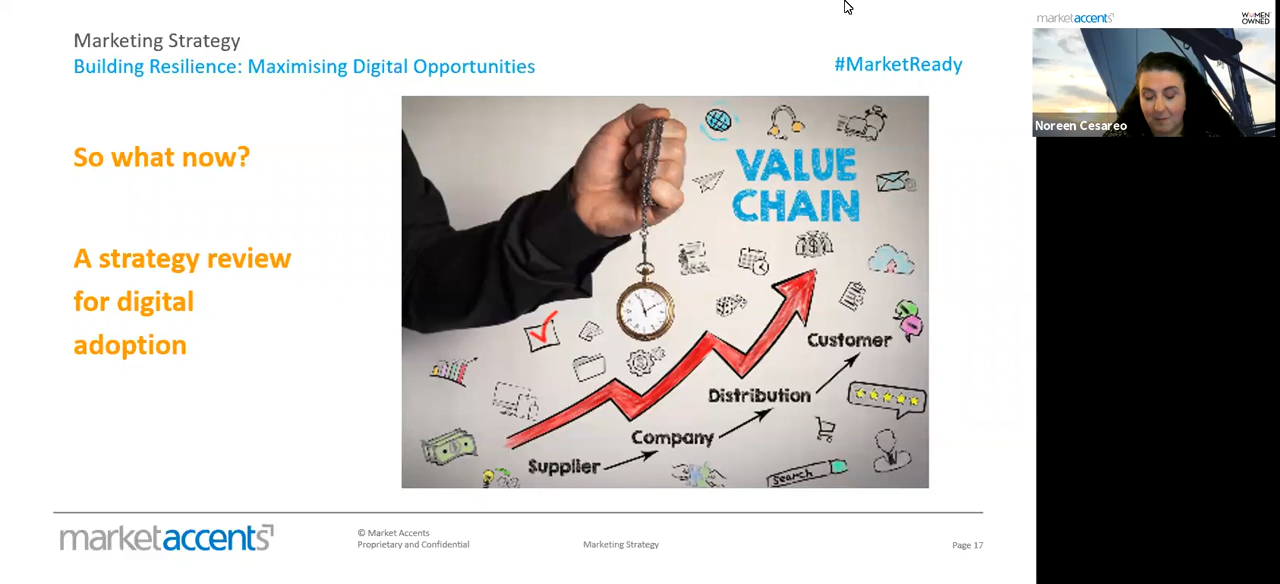 Marketing Strategy
Building Resilience: Maximising Digital Opportunities
#MarketReady
So what now?
A strategy review
for digital
adoption
VALUE
CHAIN
Customer
Distribution
Company
Supplier
Search
marketaccents
© Market Accents
Proprietary and Confidential
Marketing Strategy
Page 17
marketaccents
WOMEN
OWNED
Noreen Cesareo